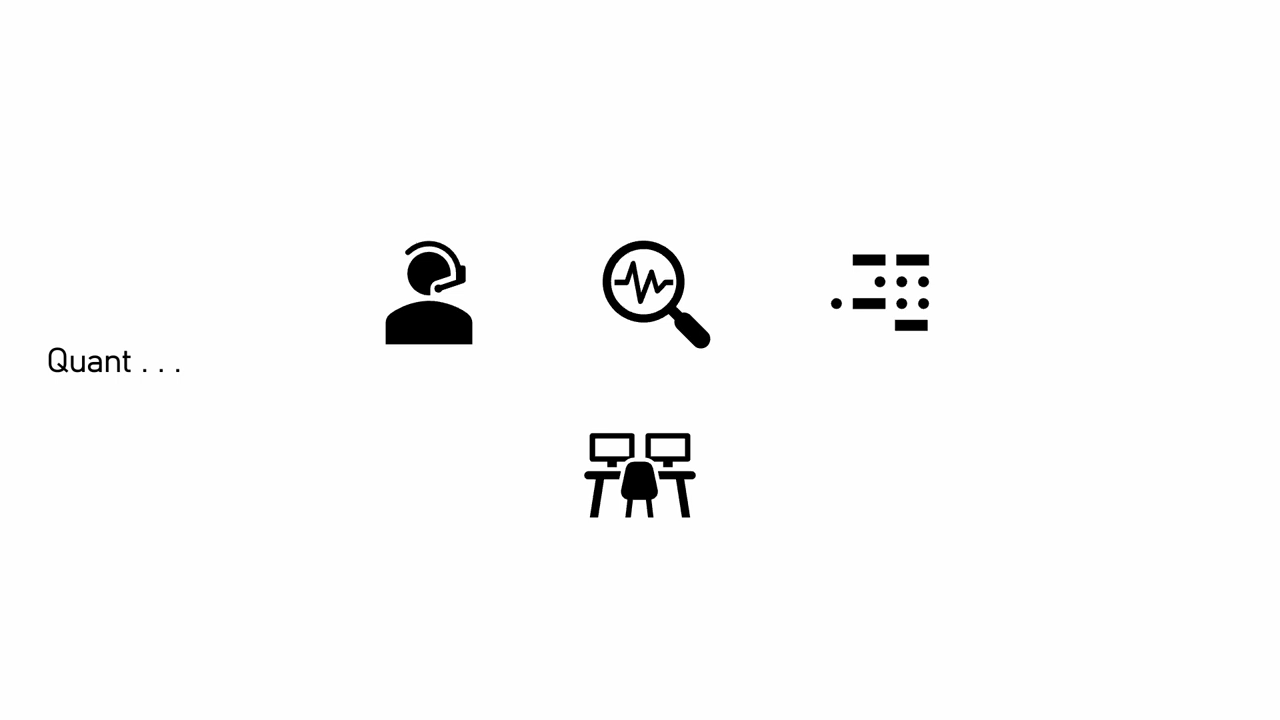 Quant . . .